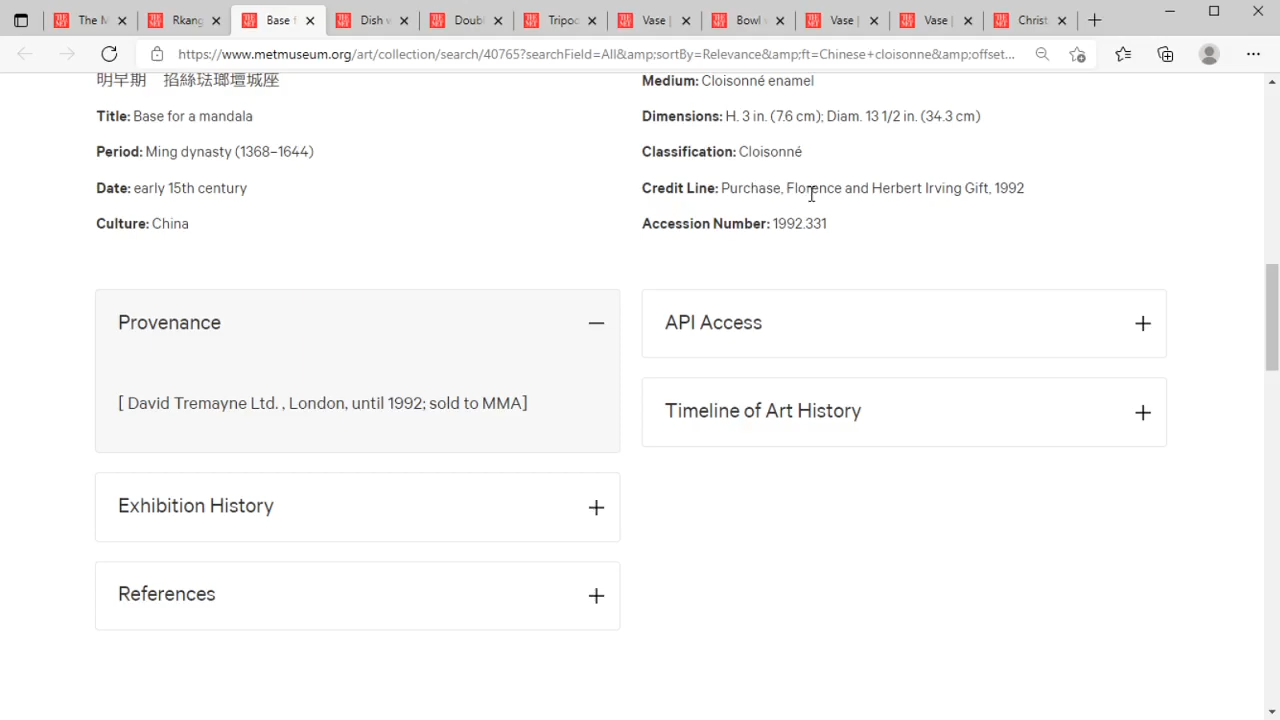 The M
Rkang
Base f
Dish w
Doubl
Tripoc
Vase |
Bowl v
Vase |
Vase |
Christ
https://www.metmuseum.org/art/collection/search/40765?searchField=All&amp;sortBy=Relevance&amp;ft=Chinese+cloisonne&amp;offset...
明早期 掐絲琺瑯壇城座
Title: Base for a mandala
Period: Ming dynasty (1368–1644)
Date: early 15th century
Culture: China
Medium: Cloisonné enamel
Dimensions: H. 3 in. (7.6 cm); Diam. 13 1/2 in. (34.3 cm)
Classification: Cloisonné
Credit Line: Purchase, Florence and Herbert Irving Gift, 1992
Accession Number: 1992.331
Provenance
[ David Tremayne Ltd. , London, until 1992; sold to MMA]
Exhibition History
References
API Access
Timeline of Art History